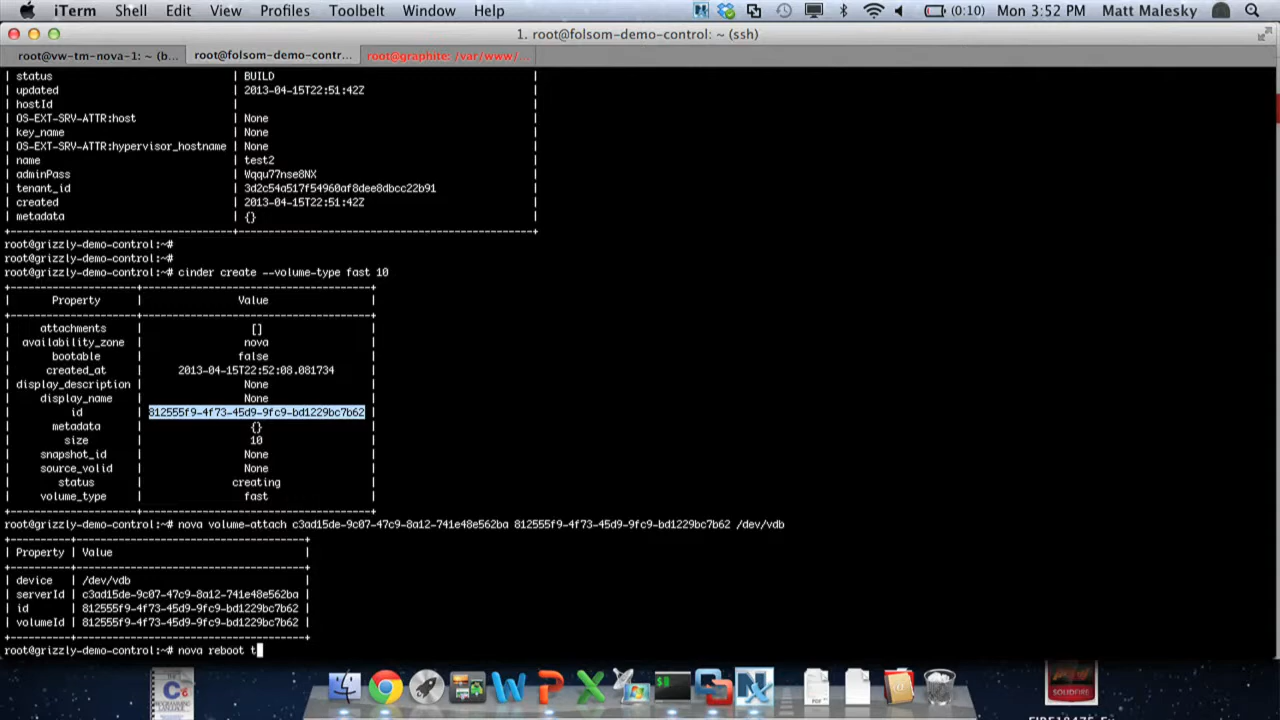 iTerm Shell Edit View Profiles Toolbelt Window Help (0:10) Mon 3:52 PM Matt Malesky
1. root@folsom-demo-control: ~ (ssh)
root@vw-tm-nova-1: ~ (b... root@folsom-demo-contr... root@graphite: /var/www/...
| status | BUILD |
| updated | 2013-04-15T22:51:42Z |
| hostId | |
| OS-EXT-SRV-ATTR:host | None |
| key_name | None |
| OS-EXT-SRV-ATTR:hypervisor_hostname | None |
| name | test2 |
| adminPass | Wqqu77nse8NX |
| tenant_id | 3d2c54a517f54960af8dee8dbcc22b91 |
| created | 2013-04-15T22:51:42Z |
| metadata | {} |
root@grizzly-demo-control:~#
root@grizzly-demo-control:~#
root@grizzly-demo-control:~# cinder create --volume-type fast 10
| Property | Value |
| attachments | [] |
| availability_zone | nova |
| bootable | false |
| created_at | 2013-04-15T22:52:08.081734 |
| display_description | None |
| display_name | None |
| id | 812555f9-4f73-45d9-9fc9-bd1229bc7b62 |
| metadata | {} |
| size | 10 |
| snapshot_id | None |
| source_volid | None |
| status | creating |
| volume_type | fast |
root@grizzly-demo-control:~# nova volume-attach c3ad15de-9c07-47c9-8a12-741e48e562ba 812555f9-4f73-45d9-9fc9-bd1229bc7b62 /dev/vdb
| Property | Value |
| device | /dev/vdb |
| serverId | c3ad15de-9c07-47c9-8a12-741e48e562ba |
| id | 812555f9-4f73-45d9-9fc9-bd1229bc7b62 |
| volumeId | 812555f9-4f73-45d9-9fc9-bd1229bc7b62 |
root@grizzly-demo-control:~# nova reboot t
SOLIDFIRE